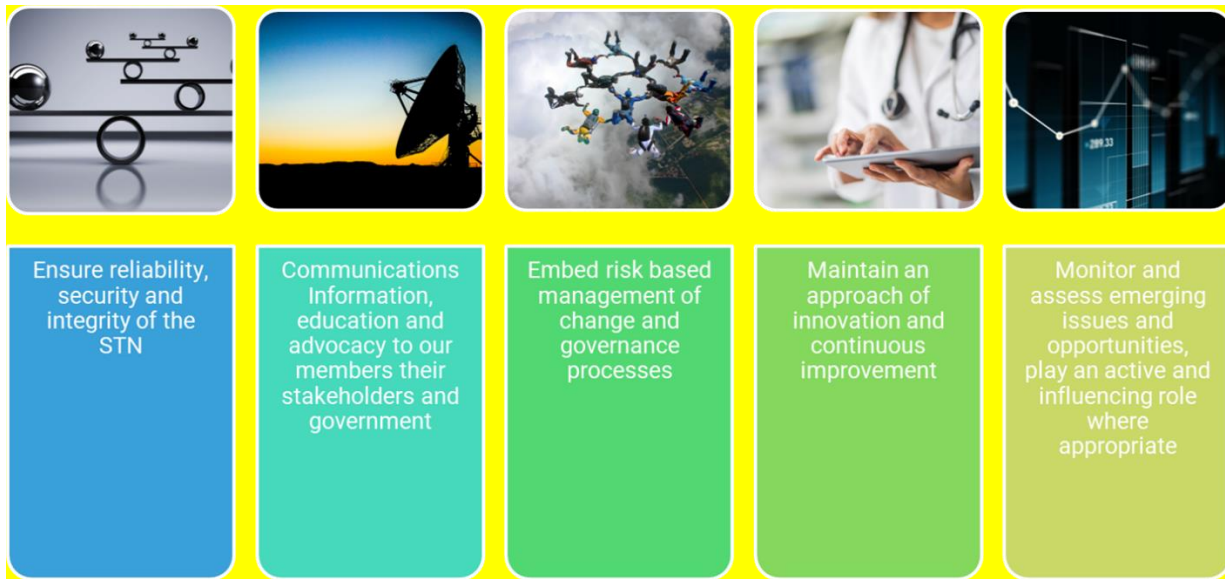 -289.33
Ensure reliability,
security and
integrity of the
STN
Communications
Information,
education and
advocacy to our
members their
stakeholders and
government
Embed risk based
management of
change and
governance
processes
Maintain an
approach of
innovation and
continuous
improvement
Monitor and
assess emerging
issues and
opportunities,
play an active and
influencing role
where
appropriate